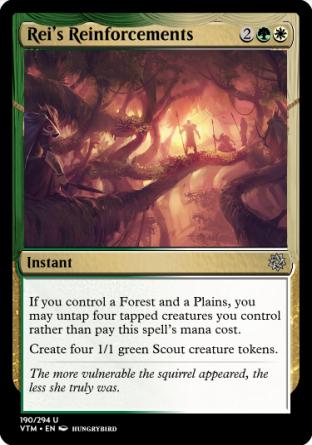 Rei's Reinforcements 2
Instant
If you control a Forest and a Plains, you
may untap four tapped creatures you control
rather than pay this spell's mana cost.
Create four 1/1 green Scout creature tokens.
The more vulnerable the squirrel appeared, the
less she truly was.
190/294 U
VTM • EN HUNGRYBIRD